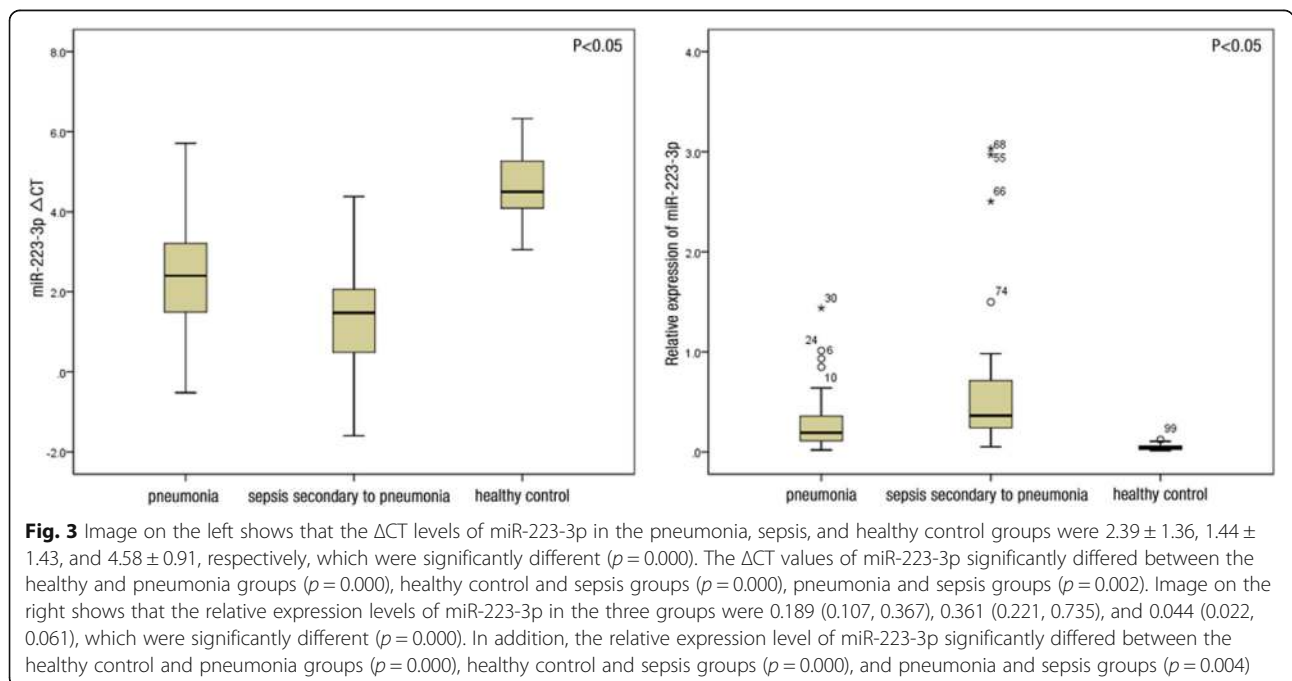 P<0.05
8.0
6.0
4.0
2.0
.0
-2.0
miR-223-3p △CT
pneumonia
sepsis secondary to pneumonia
healthy control
P<0.05
4.0
3.0
2.0
1.0
.0
Relative expression of miR-223-3p
68
55
66
74
30
24
6
10
99
pneumonia
sepsis secondary to pneumonia
healthy control
Fig. 3 Image on the left shows that the ΔCT levels of miR-223-3p in the pneumonia, sepsis, and healthy control groups were 2.39 ± 1.36, 1.44 ±
1.43, and 4.58 ± 0.91, respectively, which were significantly different (p = 0.000). The ΔCT values of miR-223-3p significantly differed between the
healthy and pneumonia groups (p = 0.000), healthy control and sepsis groups (p = 0.000), pneumonia and sepsis groups (p = 0.002). Image on the
right shows that the relative expression levels of miR-223-3p in the three groups were 0.189 (0.107, 0.367), 0.361 (0.221, 0.735), and 0.044 (0.022,
0.061), which were significantly different (p = 0.000). In addition, the relative expression level of miR-223-3p significantly differed between the
healthy control and pneumonia groups (p = 0.000), healthy control and sepsis groups (p = 0.000), and pneumonia and sepsis groups (p = 0.004)